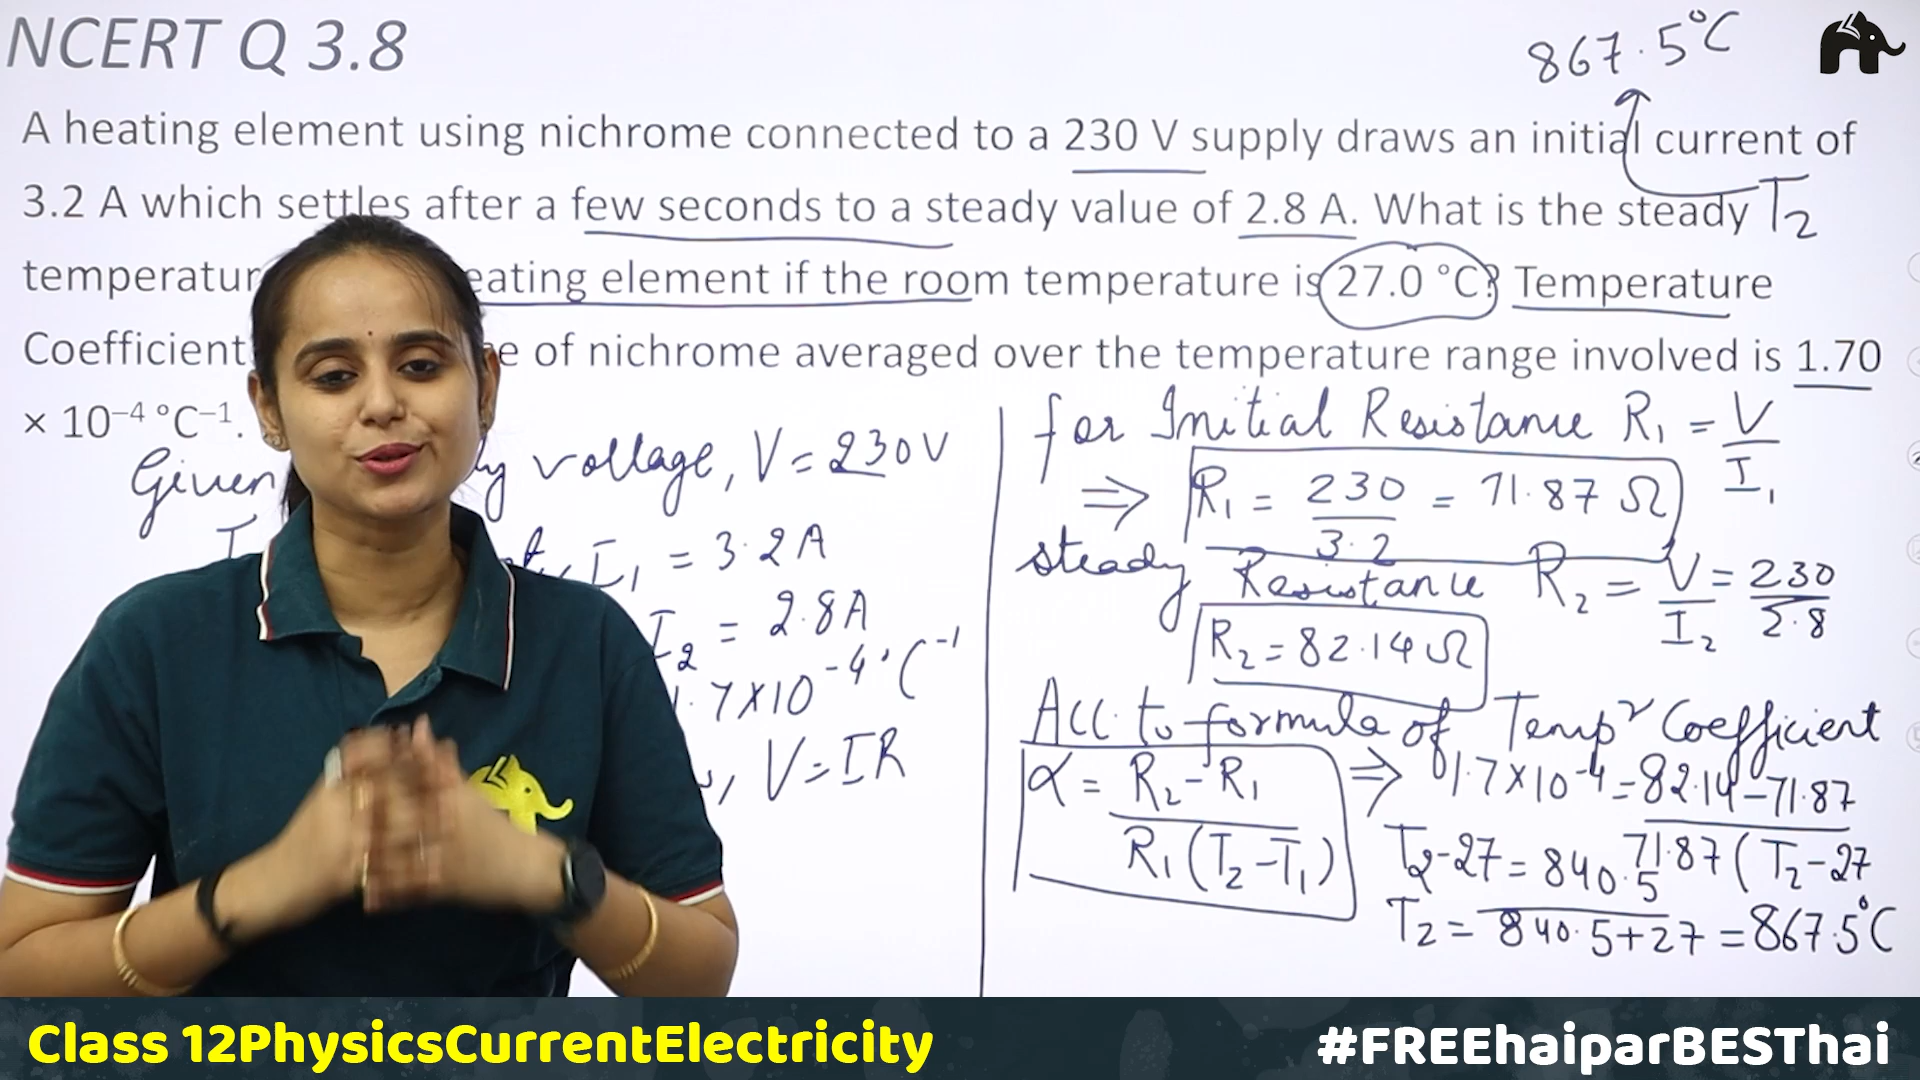 NCERT Q 3.8
867.5°C
A heating element using nichrome connected to a 230 V supply draws an initial current of
3.2 A which settles after a few seconds to a steady value of 2.8 A. What is the steady T2
temperatur eating element if the room temperature is 27.0 °C? Temperature
Coefficient e of nichrome averaged over the temperature range involved is 1.70
× 10⁻⁴ °C⁻¹.
Given voltage, V = 230V
I1 = 3.2A
I2 = 2.8A
1.7×10⁻⁴ °C⁻¹
V=IR
for Initial Resistance R1 = V/I1
⇒ R1 = 230/3.2 = 71.87 Ω
steady Resistance R2 = V/I2 = 230/2.8
R2 = 82.14 Ω
Acc. to formula of Tempr Coefficient
α = R2-R1/R1(T2-T1) ⇒ 1.7×10⁻⁴ = 82.14-71.87/71.87(T2-27
T2-27 = 840.5
T2 = 840.5+27 = 867.5°C
Class 12PhysicsCurrentElectricity
#FREEhaiparBESThai